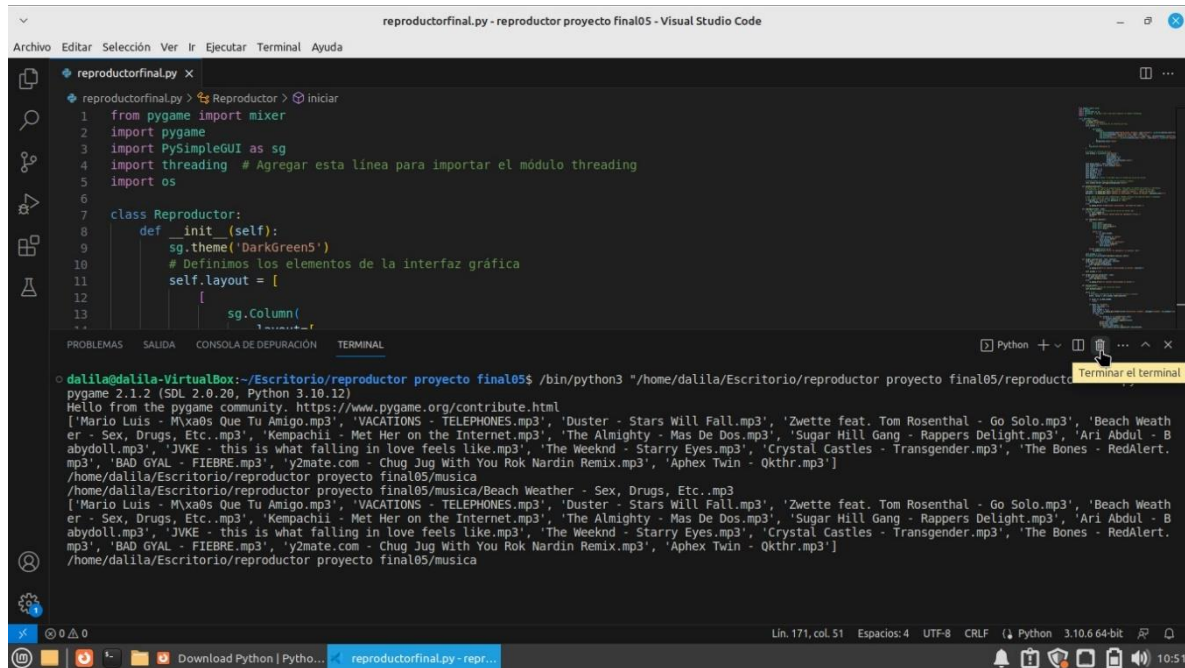 reproductorfinal.py - reproductor proyecto final05 - Visual Studio Code
Archivo Editar Selección Ver Ir Ejecutar Terminal Ayuda
reproductorfinal.py
reproductorfinal.py > Reproductor > iniciar
1 from pygame import mixer
2 import pygame
3 import PySimpleGUI as sg
4 import threading # Agregar esta línea para importar el módulo threading
5 import os
6
7 class Reproductor:
8 def __init__(self):
9 sg.theme('DarkGreen5')
10 # Definimos los elementos de la interfaz gráfica
11 self.layout = [
12 [
13 sg.Column(
PROBLEMS SALIDA CONSOLA DE DEPURACIÓN TERMINAL Python
Terminar el terminal
dalila@dalila-VirtualBox:~/Escritorio/reproductor proyecto final05$ /bin/python3 "/home/dalila/Escritorio/reproductor proyecto final05/reproducto
pygame 2.1.2 (SDL 2.0.20, Python 3.10.12)
Hello from the pygame community. https://www.pygame.org/contribute.html
['Mario Luis - M\xa0s Que Tu Amigo.mp3', 'VACATIONS - TELEPHONES.mp3', 'Duster - Stars Will Fall.mp3', 'Zwette feat. Tom Rosenthal - Go Solo.mp3', 'Beach Weath
er - Sex, Drugs, Etc..mp3', 'Kempachii - Met Her on the Internet.mp3', 'The Almighty - Mas De Dos.mp3', 'Sugar Hill Gang - Rappers Delight.mp3', 'Ari Abdul - B
abydoll.mp3', 'JVKE - this is what falling in love feels like.mp3', 'The Weeknd - Starry Eyes.mp3', 'Crystal Castles - Transgender.mp3', 'The Bones - RedAlert.
mp3', 'BAD GYAL - FIEBRE.mp3', 'y2mate.com - Chug Jug With You Rok Nardin Remix.mp3', 'Aphex Twin - Qkthr.mp3']
/home/dalila/Escritorio/reproductor proyecto final05/musica
/home/dalila/Escritorio/reproductor proyecto final05/musica/Beach Weather - Sex, Drugs, Etc..mp3
['Mario Luis - M\xa0s Que Tu Amigo.mp3', 'VACATIONS - TELEPHONES.mp3', 'Duster - Stars Will Fall.mp3', 'Zwette feat. Tom Rosenthal - Go Solo.mp3', 'Beach Weath
er - Sex, Drugs, Etc..mp3', 'Kempachii - Met Her on the Internet.mp3', 'The Almighty - Mas De Dos.mp3', 'Sugar Hill Gang - Rappers Delight.mp3', 'Ari Abdul - B
abydoll.mp3', 'JVKE - this is what falling in love feels like.mp3', 'The Weeknd - Starry Eyes.mp3', 'Crystal Castles - Transgender.mp3', 'The Bones - RedAlert.
mp3', 'BAD GYAL - FIEBRE.mp3', 'y2mate.com - Chug Jug With You Rok Nardin Remix.mp3', 'Aphex Twin - Qkthr.mp3']
/home/dalila/Escritorio/reproductor proyecto final05/musica
0 0 Lín. 171, col. 51 Espacios: 4 UTF-8 CRLF Python 3.10.6 64-bit
Download Python | Pytho... reproductorfinal.py - repr... 10:51